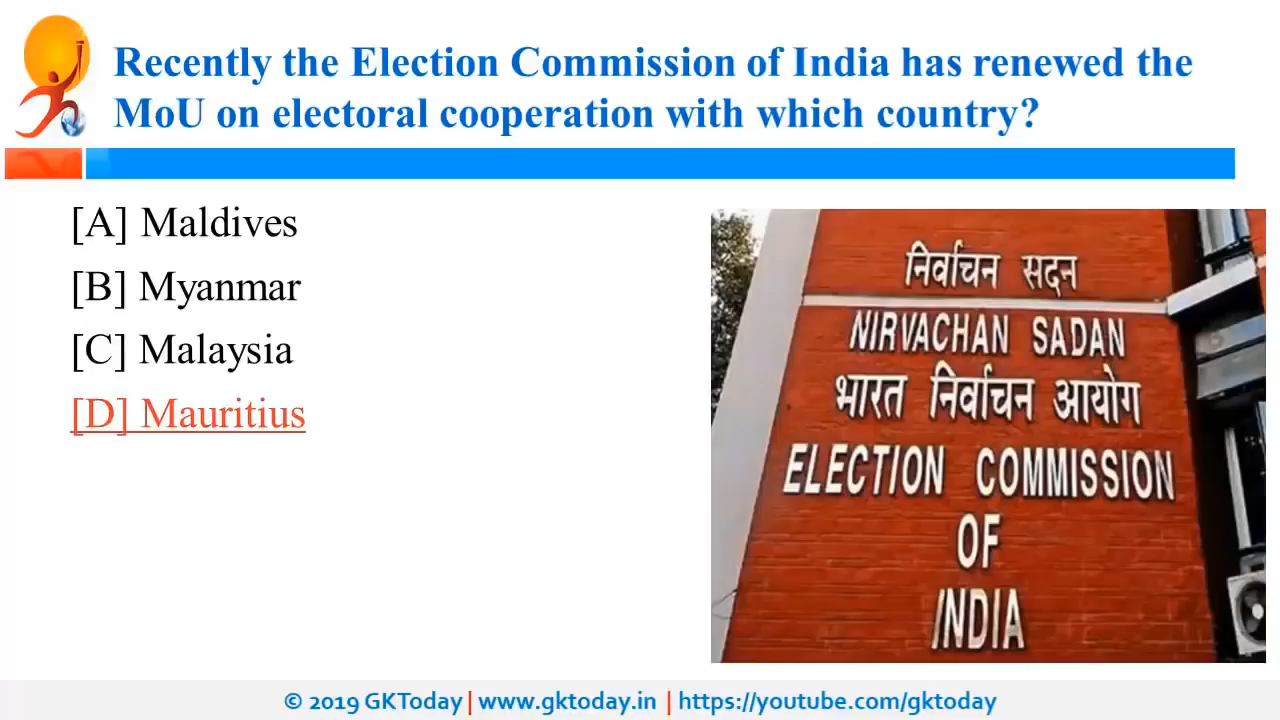 Recently the Election Commission of India has renewed the
MoU on electoral cooperation with which country?
[A] Maldives
[B] Myanmar
[C] Malaysia
[D] Mauritius
निर्वाचन सदन
NIRVACHAN SADAN
भारत निर्वाचन आयोग
ELECTION COMMISSION
OF
INDIA
© 2019 GKToday | www.gktoday.in | https://youtube.com/gktoday